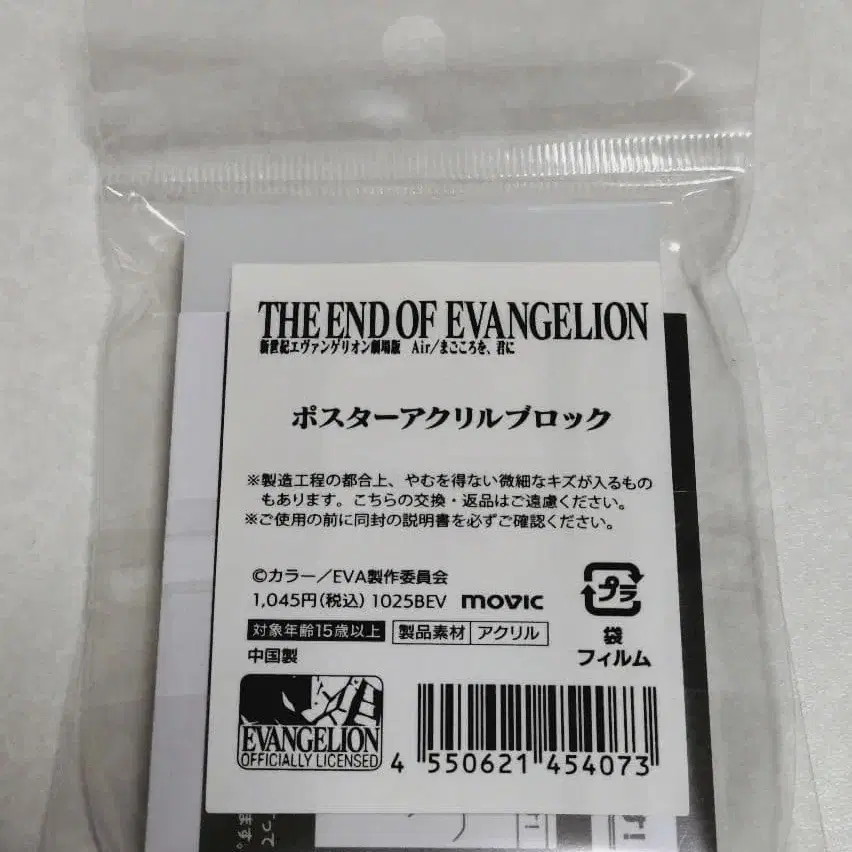 THE END OF EVANGELION
新世紀エヴァンゲリオン劇場版 Air/まごころを、君に
ポスターアクリルブロック
※製造工程の都合上、やむを得ない微細なキズが入るもの
もあります。こちらの交換・返品はご遠慮ください。
※ご使用の前に同封の説明書を必ずご確認ください。
©カラー／EVA製作委員会
1,045円(税込) 1025BEV movic
対象年齢15歳以上 製品素材 アクリル
中国製
プラ
袋
フィルム
EVANGELION
OFFICIALLY LICENSED
4 550621 454073
って
ます。
す!